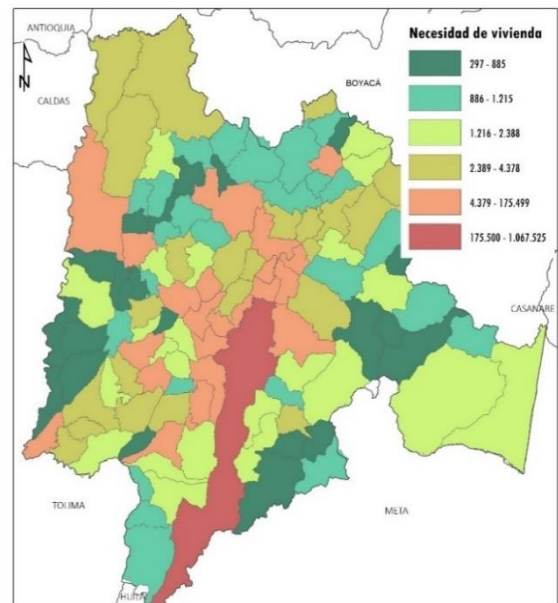 ANTIOQUIA
Necesidad de vivienda
N
BOYACÁ
297 - 885
CALDAS
886 - 1.215
1.216 - 2.388
2.389 - 4.378
4.379 - 175.499
175.500 - 1.067.525
CASANARE
TOLIMA
META
HUILA